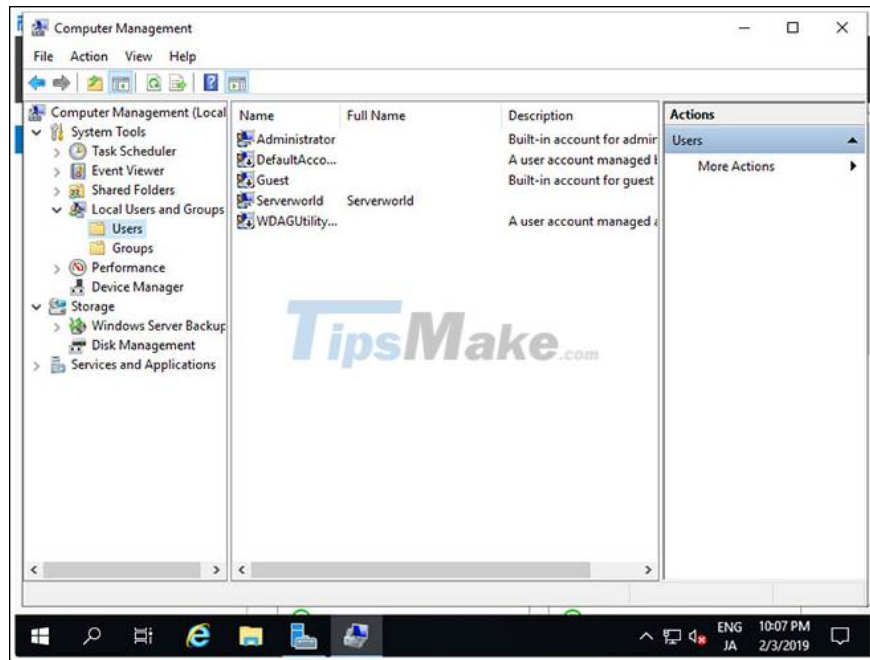 Computer Management
File Action View Help
Computer Management (Local
System Tools
Task Scheduler
Event Viewer
Shared Folders
Local Users and Groups
Users
Groups
Performance
Device Manager
Storage
Windows Server Backup
Disk Management
Services and Applications
Name Full Name Description
Administrator Built-in account for admin
DefaultAcco... A user account managed
Guest Built-in account for guest
Serverworld Serverworld
WDAGUtility... A user account managed a
Actions
Users
More Actions
TipsMake.com
ENG 10:07 PM
JA 2/3/2019